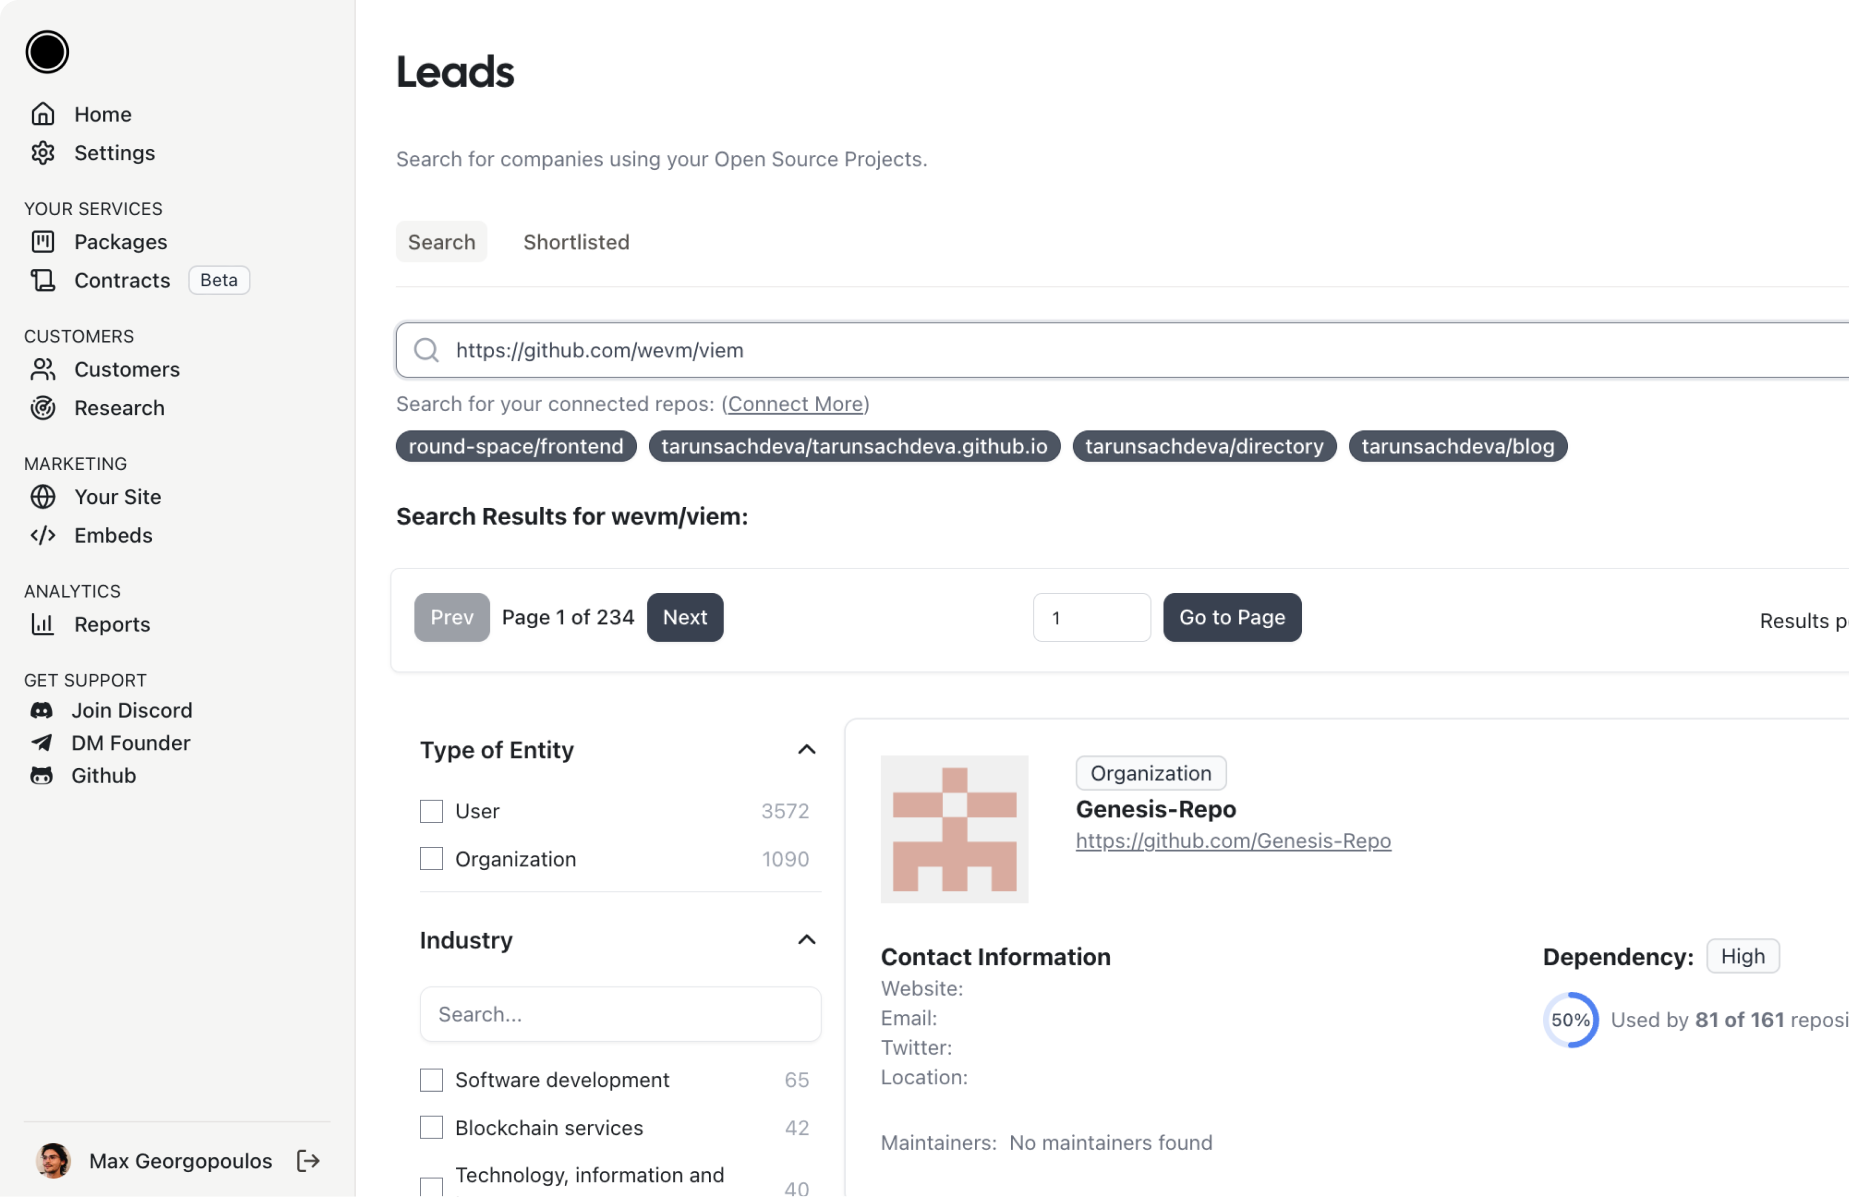 Home
Settings
YOUR SERVICES
Packages
Contracts Beta
CUSTOMERS
Customers
Research
MARKETING
Your Site
Embeds
ANALYTICS
Reports
GET SUPPORT
Join Discord
DM Founder
Github
Max Georgopoulos
Leads
Search for companies using your Open Source Projects.
Search Shortlisted
https://github.com/wevm/viem
Search for your connected repos: (Connect More)
round-space/frontend tarunsachdeva/tarunsachdeva.github.io tarunsachdeva/directory tarunsachdeva/blog
Search Results for wevm/viem:
Prev Page 1 of 234 Next 1 Go to Page Results
Type of Entity
User 3572
Organization 1090
Industry
Search...
Software development 65
Blockchain services 42
Technology, information and
40
Organization
Genesis-Repo
https://github.com/Genesis-Repo
Contact Information
Website:
Email:
Twitter:
Location:
Maintainers: No maintainers found
Dependency: High
50% Used by 81 of 161